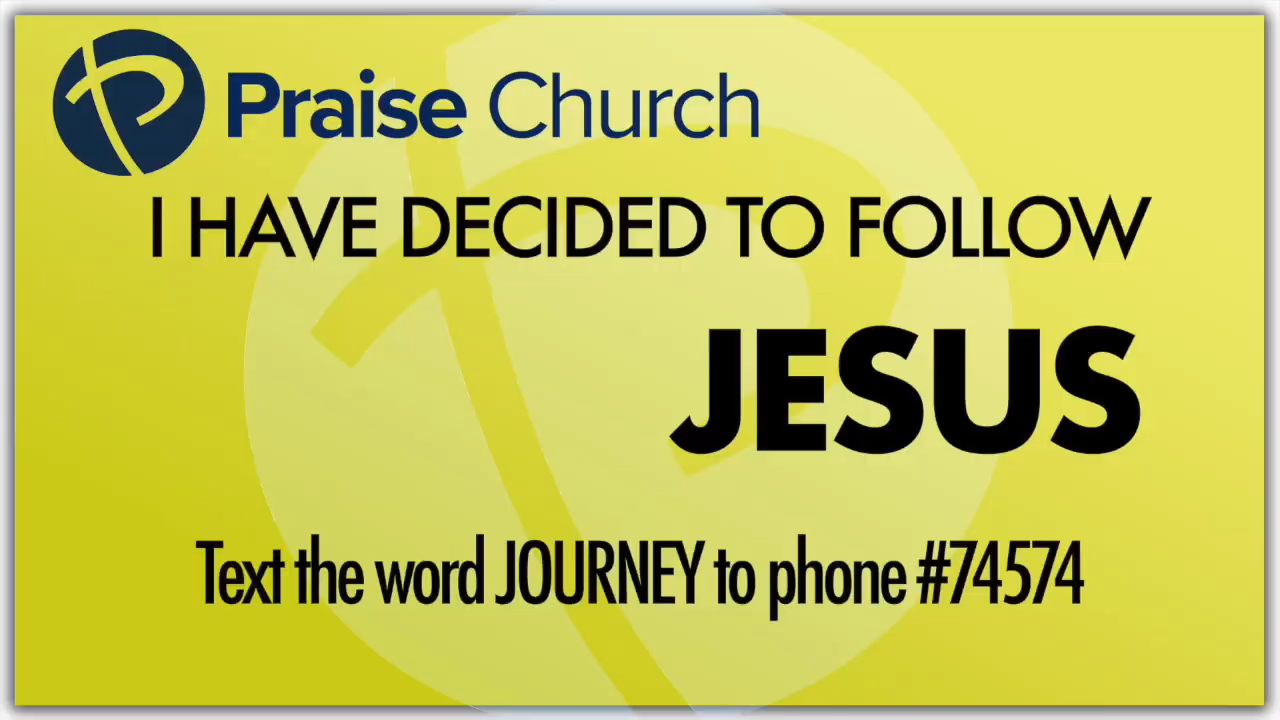 Praise Church
I HAVE DECIDED TO FOLLOW
JESUS
Text the word JOURNEY to phone #74574